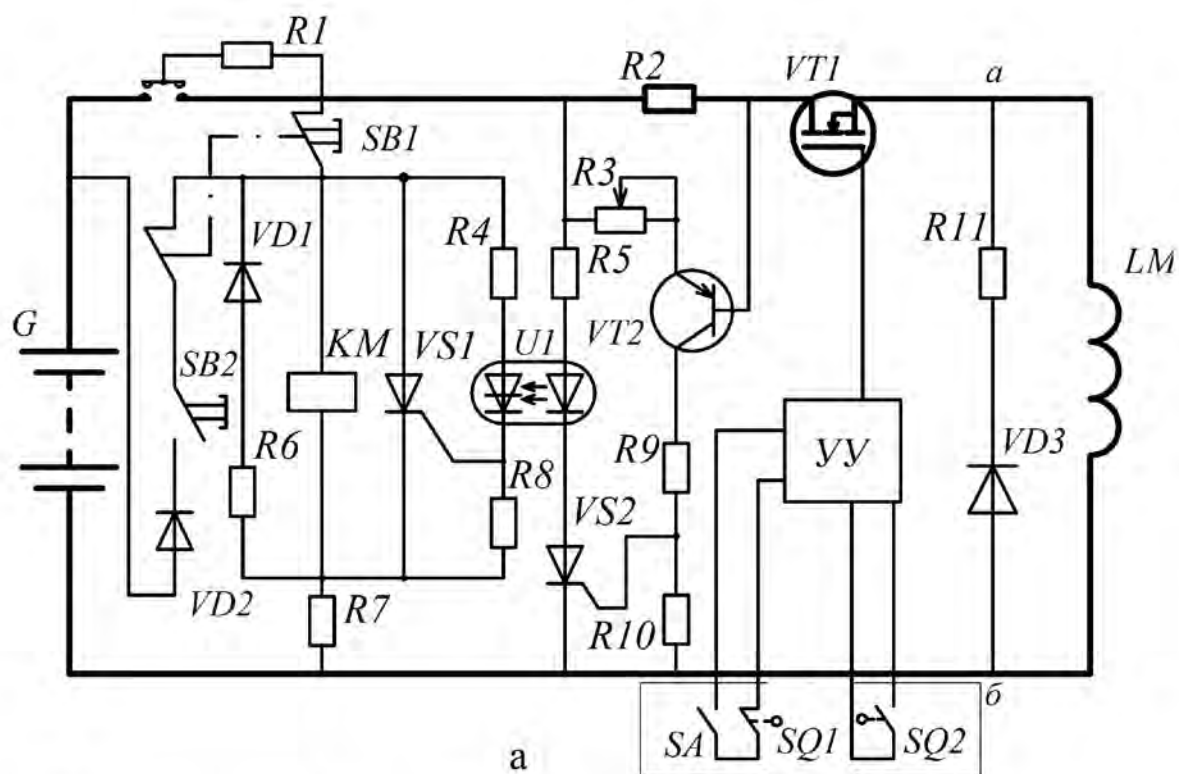 R1
R2
VT1
а
SB1
R3
R4
R5
R11
LM
VD1
G
VT2
KM
VS1
U1
SB2
R6
R8
R9
УУ
VD3
VS2
VD2
R7
R10
б
SA
SQ1
SQ2
а